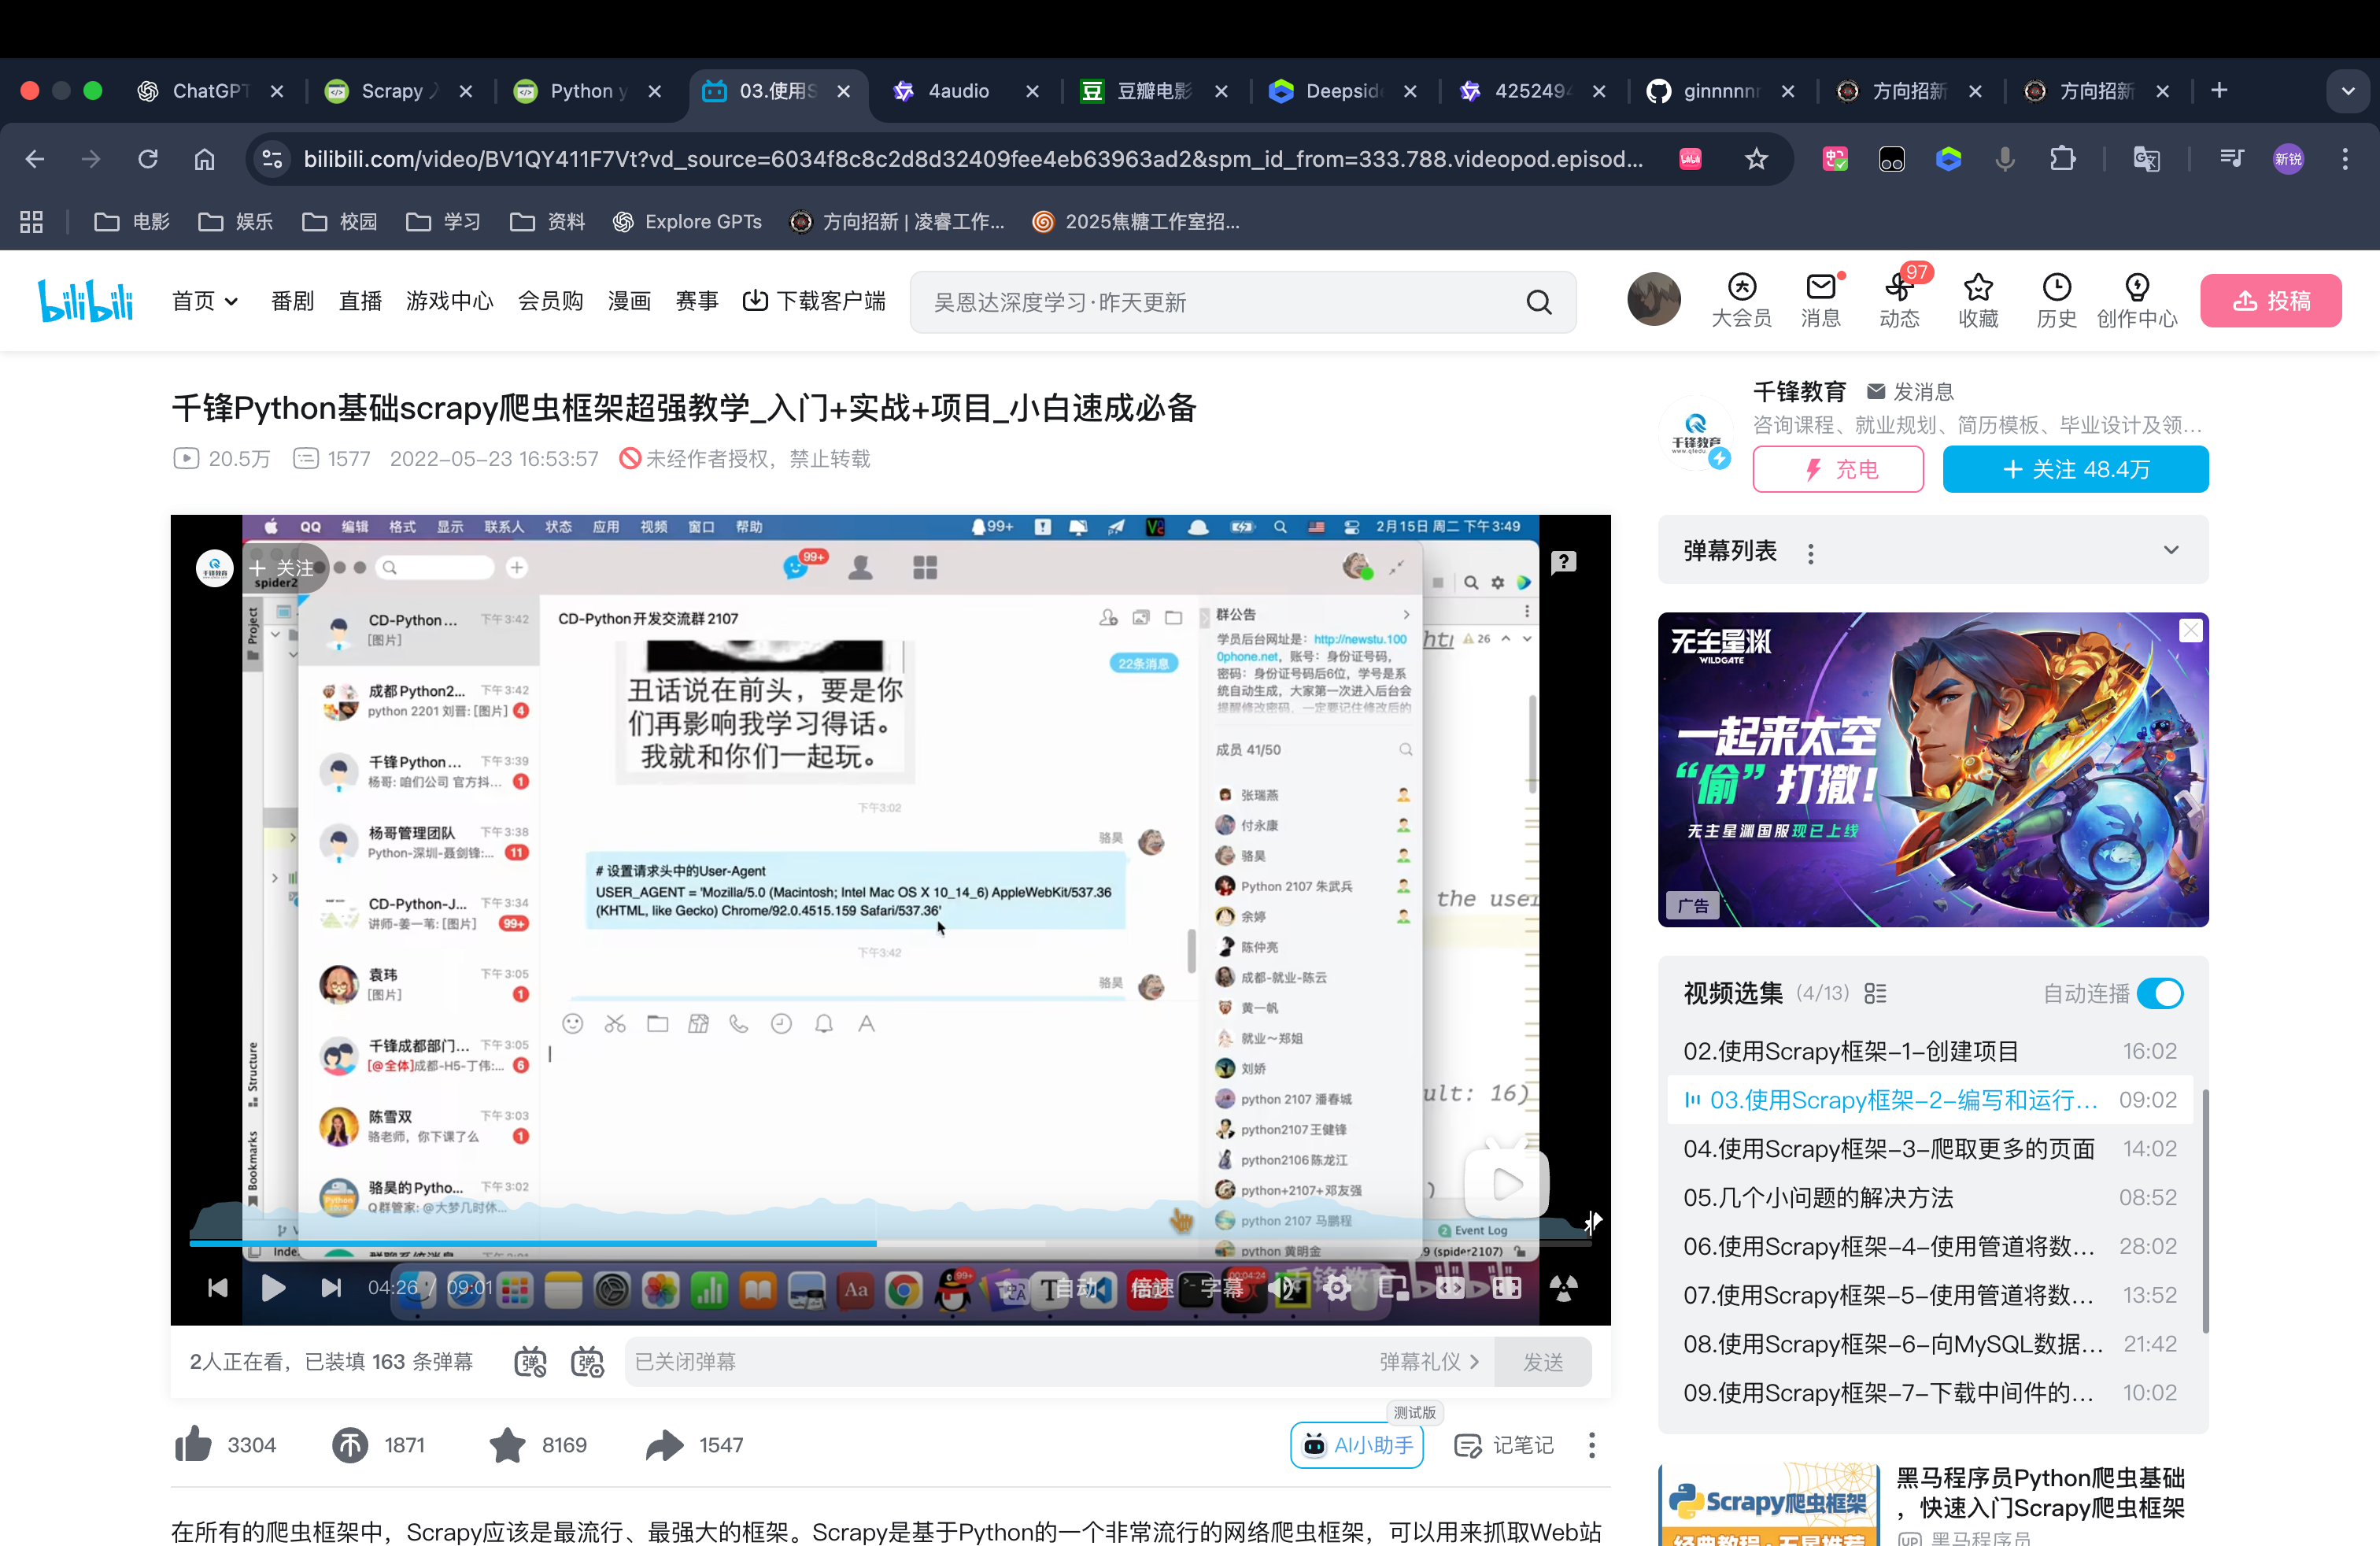 ChatGPT
Scrapy
Python
03.使用S
4audio
豆瓣电影
Deepsid
4252494
ginnnnn
方向招新
方向招新
bilibili.com/video/BV1QY411F7Vt?vd_source=6034f8c8c2d8d32409fee4eb63963ad2&spm_id_from=333.788.videopod.episod...
新锐
电影
娱乐
校园
学习
资料
Explore GPTs
方向招新 | 凌睿工作...
2025焦糖工作室招...
bilibili
首页
番剧
直播
游戏中心
会员购
漫画
赛事
下载客户端
吴恩达深度学习·昨天更新
大会员
消息
97
动态
收藏
历史
创作中心
投稿
千锋Python基础scrapy爬虫框架超强教学_入门+实战+项目_小白速成必备
20.5万 1577 2022-05-23 16:53:57 未经作者授权，禁止转载
千锋教育 发消息
咨询课程、就业规划、简历模板、毕业设计及领...
充电
+ 关注 48.4万
QQ 编辑 格式 显示 联系人 状态 应用 视频 窗口 帮助
99+
2月15日 周二 下午3:49
+ 关注
spider2
99+
Project
Structure
Bookmarks
CD-Python... 下午3:42
[图片]
成都Python2... 下午3:42
python 2201 刘晋: [图片] 4
千锋Python... 下午3:39
杨哥: 咱们公司 官方抖... 1
杨哥管理团队 下午3:38
Python-深圳-聂剑锋:... 11
CD-Python-J... 下午3:34
讲师-姜一苇: [图片] 99+
袁玮 下午3:05
[图片] 1
千锋成都部门... 下午3:05
[@全体]成都-H5-丁伟:... 6
陈雪双 下午3:03
骆老师，你下课了么 1
骆昊的Pytho... 下午3:02
Q群管家: @大梦几时休...
CD-Python开发交流群2107
22条消息
丑话说在前头，要是你
们再影响我学习得话。
我就和你们一起玩。
下午3:02
骆昊
# 设置请求头中的User-Agent
USER_AGENT = 'Mozilla/5.0 (Macintosh; Intel Mac OS X 10_14_6) AppleWebKit/537.36
(KHTML, like Gecko) Chrome/92.0.4515.159 Safari/537.36'
下午3:42
骆昊
群公告
学员后台网址是: http://newstu.100
0phone.net，账号: 身份证号码，
密码: 身份证号码后6位，学号是系
统自动生成，大家第一次进入后台会
提醒修改密码，一定要记住修改后的
成员 41/50
张瑞燕
付永康
骆昊
Python 2107 朱武兵
余婷
陈仲亮
成都-就业-陈云
黄一帆
就业~郑姐
刘娇
python 2107 潘春城
python2107王健锋
python2106陈龙江
python+2107+邓友强
python 2107 马鹏程
python 黄明金
26
the user
ult: 16)
2 Event Log
9 (spider2107)
04:26 / 09:01
自动
倍速
字幕
2人正在看，已装填 163 条弹幕
已关闭弹幕
弹幕礼仪
发送
3304
1871
8169
1547
测试版
AI小助手
记笔记
在所有的爬虫框架中，Scrapy应该是最流行、最强大的框架。Scrapy是基于Python的一个非常流行的网络爬虫框架，可以用来抓取Web站
弹幕列表
无主星渊
WILDGATE
一起来太空
“偷”打撤！
无主星渊国服现已上线
广告
视频选集 (4/13)
自动连播
02.使用Scrapy框架-1-创建项目 16:02
03.使用Scrapy框架-2-编写和运行... 09:02
04.使用Scrapy框架-3-爬取更多的页面 14:02
05.几个小问题的解决方法 08:52
06.使用Scrapy框架-4-使用管道将数... 28:02
07.使用Scrapy框架-5-使用管道将数... 13:52
08.使用Scrapy框架-6-向MySQL数据... 21:42
09.使用Scrapy框架-7-下载中间件的... 10:02
Scrapy爬虫框架
黑马程序员Python爬虫基础
，快速入门Scrapy爬虫框架
黑马程序员